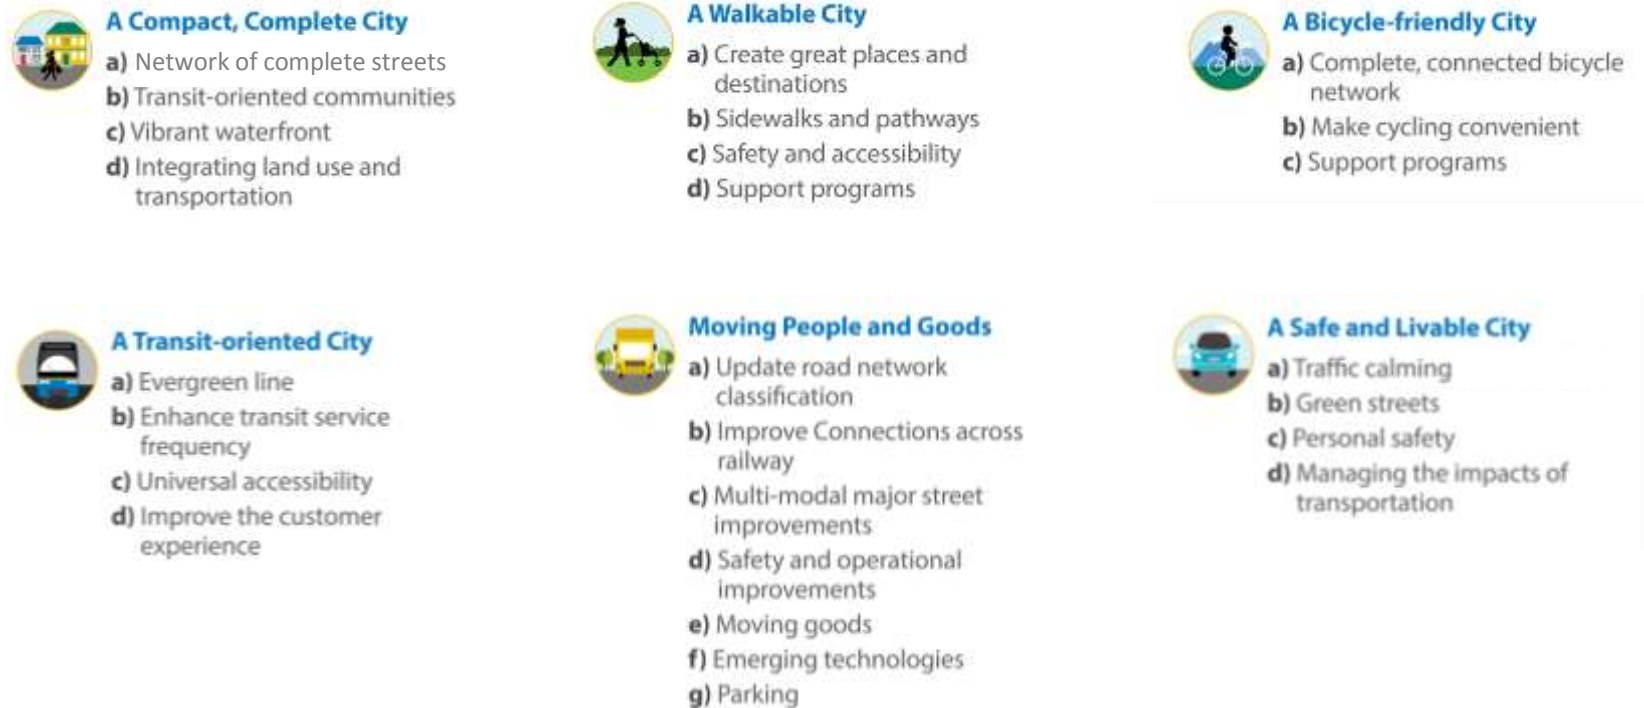 A Compact, Complete City
a) Network of complete streets
b) Transit-oriented communities
c) Vibrant waterfront
d) Integrating land use and
transportation
A Walkable City
a) Create great places and
destinations
b) Sidewalks and pathways
c) Safety and accessibility
d) Support programs
A Bicycle-friendly City
a) Complete, connected bicycle
network
b) Make cycling convenient
c) Support programs
A Transit-oriented City
a) Evergreen line
b) Enhance transit service
frequency
c) Universal accessibility
d) Improve the customer
experience
Moving People and Goods
a) Update road network
classification
b) Improve Connections across
railway
c) Multi-modal major street
improvements
d) Safety and operational
improvements
e) Moving goods
f) Emerging technologies
g) Parking
A Safe and Livable City
a) Traffic calming
b) Green streets
c) Personal safety
d) Managing the impacts of
transportation